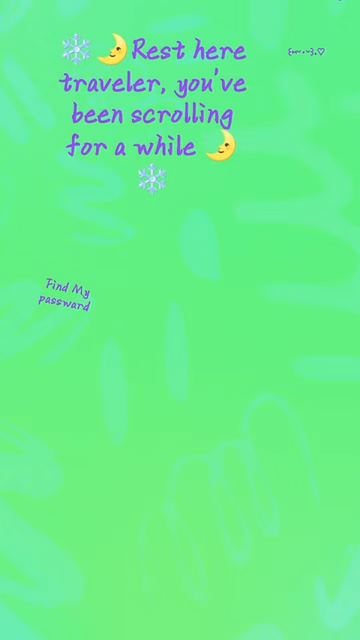 ❄️ 🌛Rest here
traveler, you've
been scrolling
for a while 🌛
❄️
Find My
passward